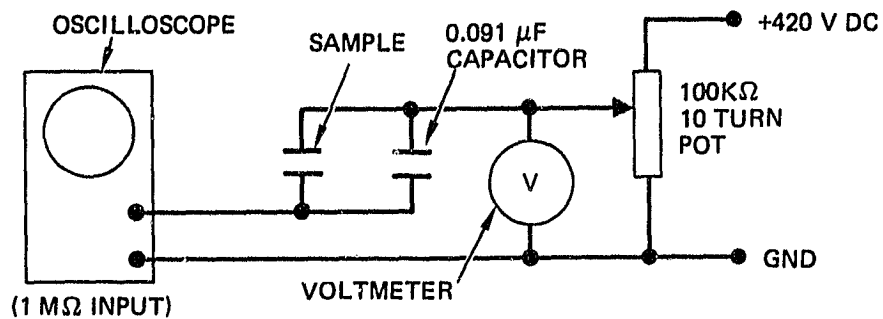 OSCILLOSCOPE
SAMPLE
0.091 μF
CAPACITOR
+420 V DC
100KΩ
10 TURN
POT
V
GND
VOLTMETER
(1 MΩ INPUT)